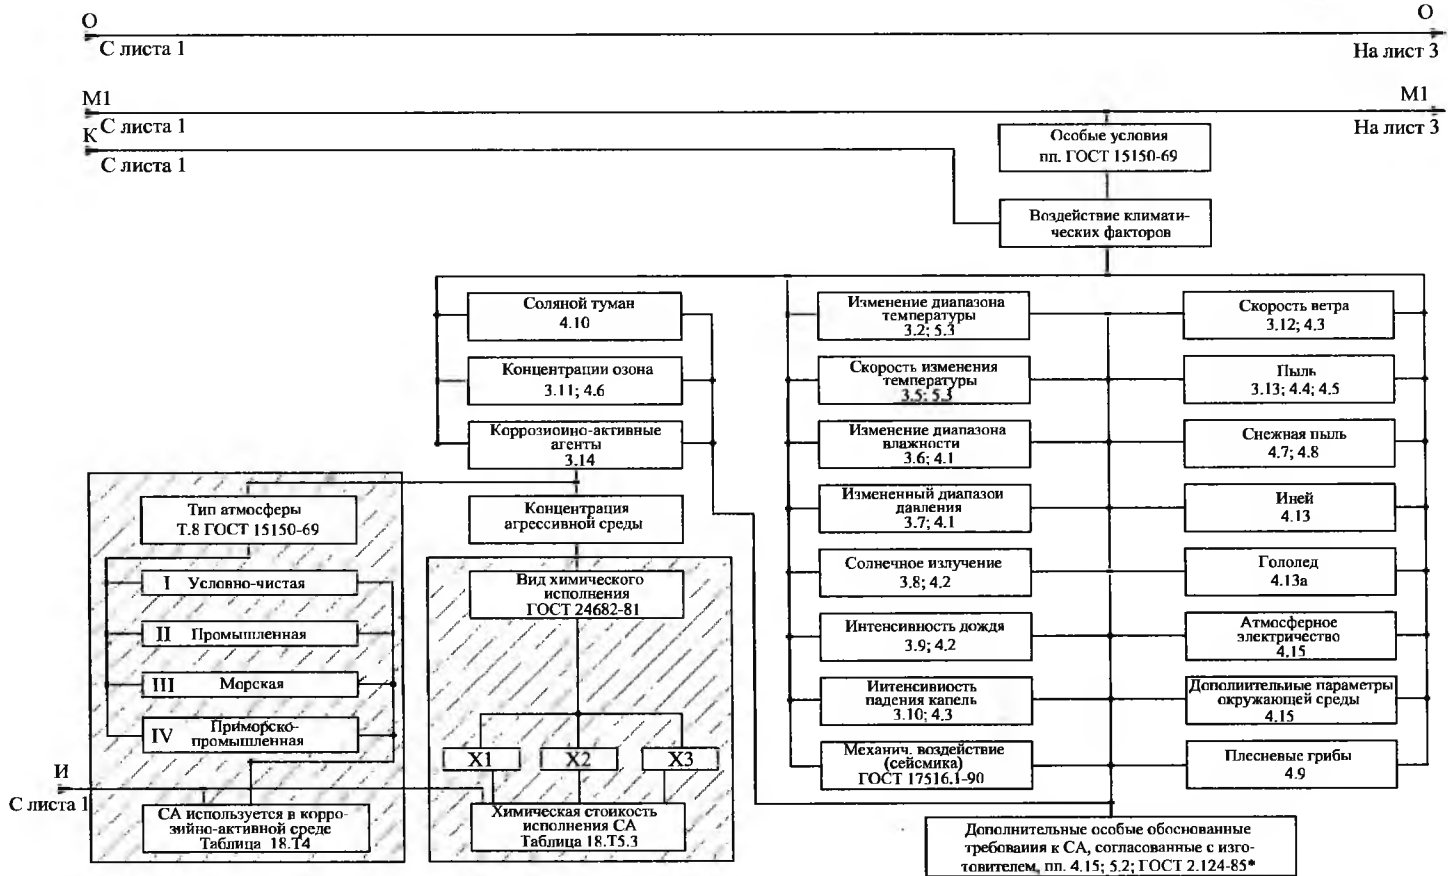 О
О
С листа 1
На лист 3
М1
М1
С листа 1
На лист 3
К
С листа 1
Особые условия
пп. ГОСТ 15150-69
Воздействие климати-
ческих факторов
Соляной туман
4.10
Концентрации озона
3.11; 4.6
Коррозионно-активные
агенты
3.14
Концентрация
агрессивной среды
Вид химического
исполнения
ГОСТ 24682-81
Х1
Х2
Х3
Химическая стойкость
исполнения СА
Таблица 18.Т5.3
Тип атмосферы
Т.8 ГОСТ 15150-69
I Условно-чистая
II Промышленная
III Морская
IV Приморско-
промышленная
И
С листа 1
СА используется в корро-
зийно-активной среде
Таблица 18.Т4
Изменение диапазона
температуры
3.2; 5.3
Скорость изменения
температуры
3.5; 5.3
Изменение диапазона
влажности
3.6; 4.1
Измененный диапазон
давления
3.7; 4.1
Солнечное излучение
3.8; 4.2
Интенсивность дождя
3.9; 4.2
Интенсивность
падения капель
3.10; 4.3
Механич. воздействие
(сейсмика)
ГОСТ 17516.1-90
Скорость ветра
3.12; 4.3
Пыль
3.13; 4.4; 4.5
Снежная пыль
4.7; 4.8
Иней
4.13
Гололед
4.13а
Атмосферное
электричество
4.15
Дополнительные параметры
окружающей среды
4.15
Плесневые грибы
4.9
Дополнительные особые обоснованные
требования к СА, согласованные с изго-
товителем, пп. 4.15; 5.2; ГОСТ 2.124-85*